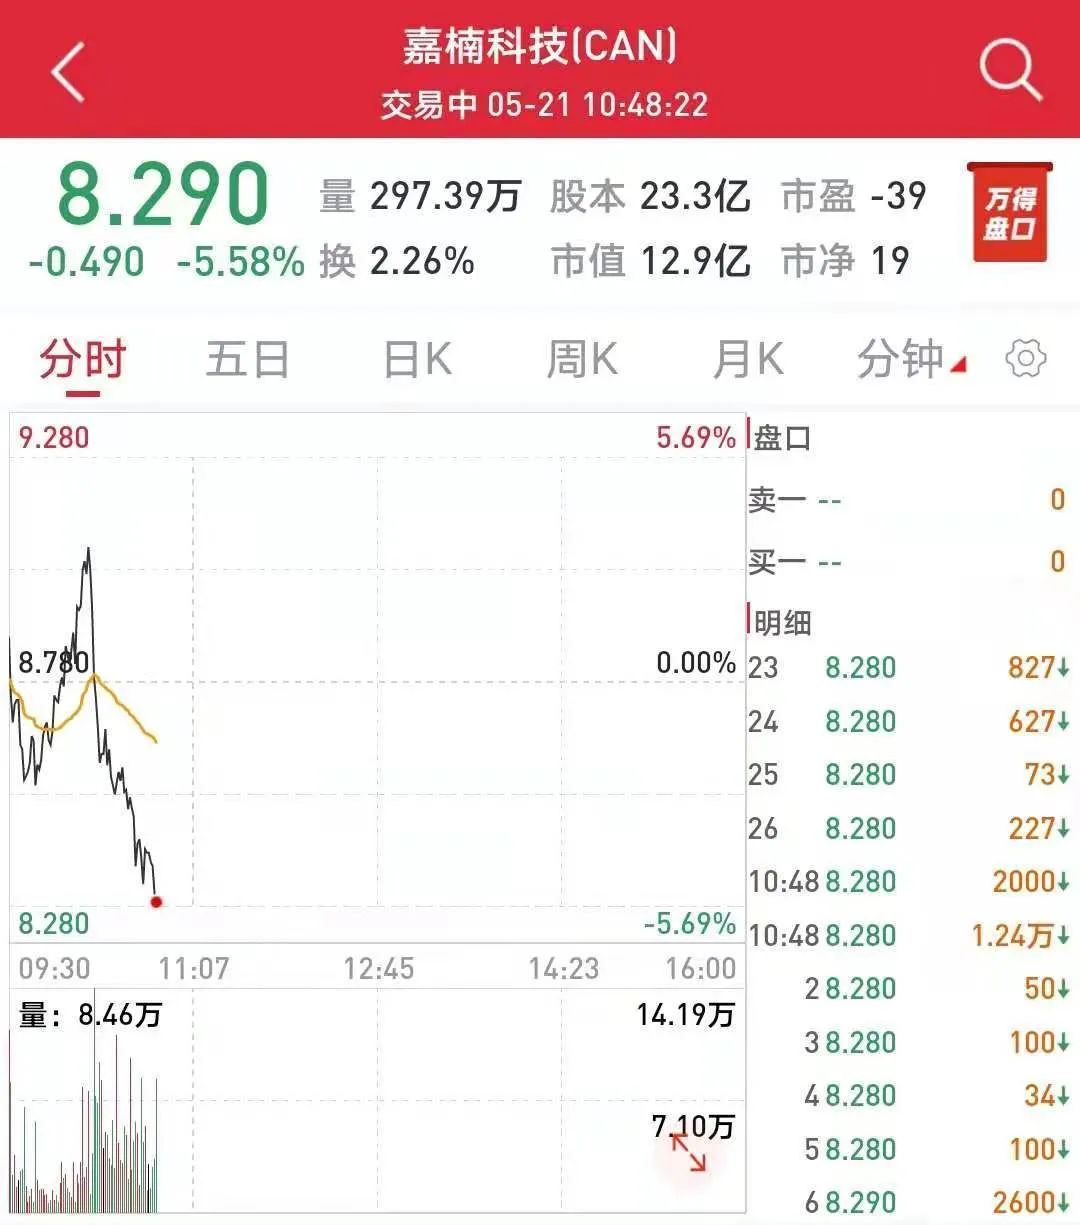 嘉楠科技(CAN)
交易中 05-21 10:48:22
8.290
-0.490 -5.58%
量 297.39万 股本 23.3亿 市盈 -39
换 2.26% 市值 12.9亿 市净 19
万得
盘口
分时 五日 日K 周K 月K 分钟
9.280 5.69%
8.780 0.00%
8.280 -5.69%
09:30 11:07 12:45 14:23 16:00
量：8.46万 14.19万
7.10万
盘口
卖一 -- 0
买一 -- 0
明细
23 8.280 827↓
24 8.280 627↓
25 8.280 73↓
26 8.280 227↓
10:48 8.280 2000↓
10:48 8.280 1.24万↓
2 8.280 50↓
3 8.280 100↓
4 8.280 34↓
5 8.280 100↓
6 8.290 2600↓